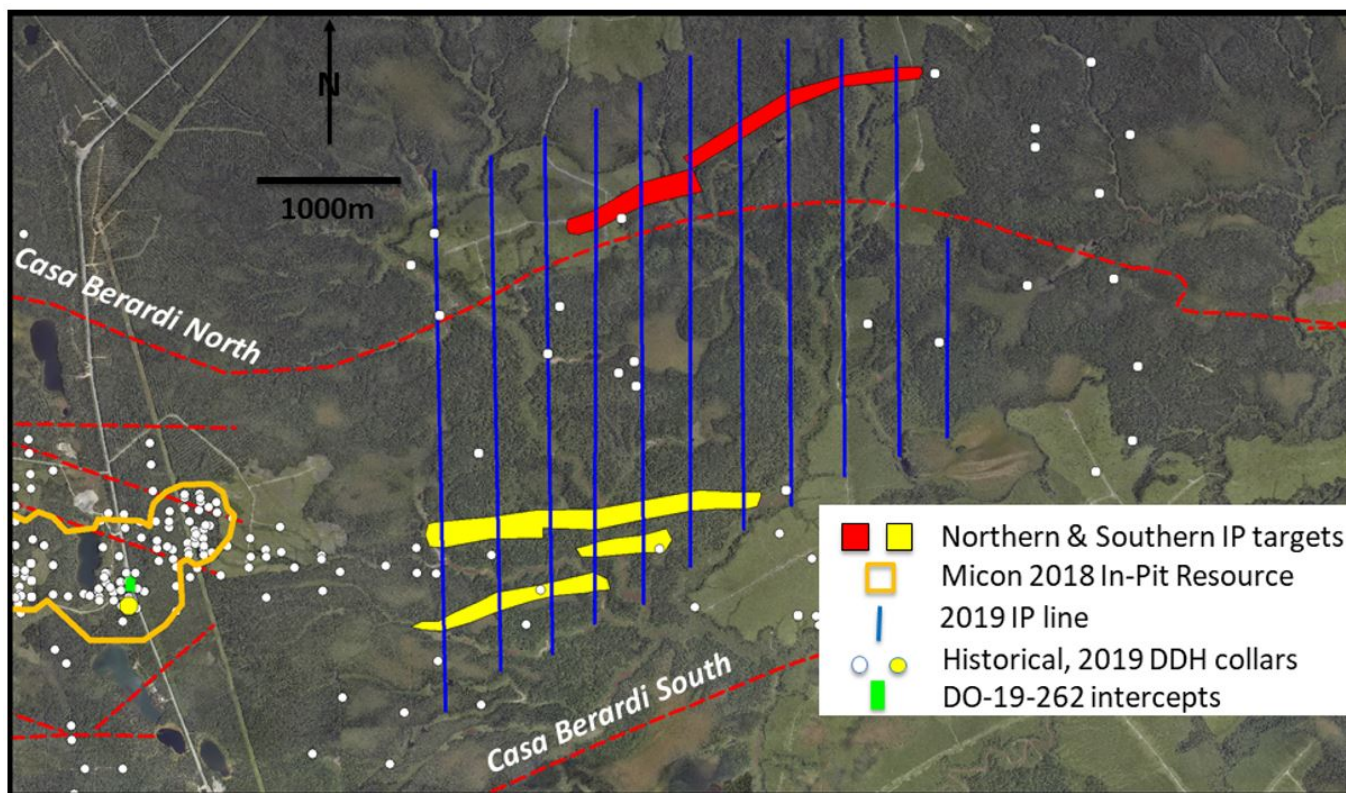 N
1000m
Casa Berardi North
Casa Berardi South
Northern & Southern IP targets
Micon 2018 In-Pit Resource
2019 IP line
Historical, 2019 DDH collars
DO-19-262 intercepts